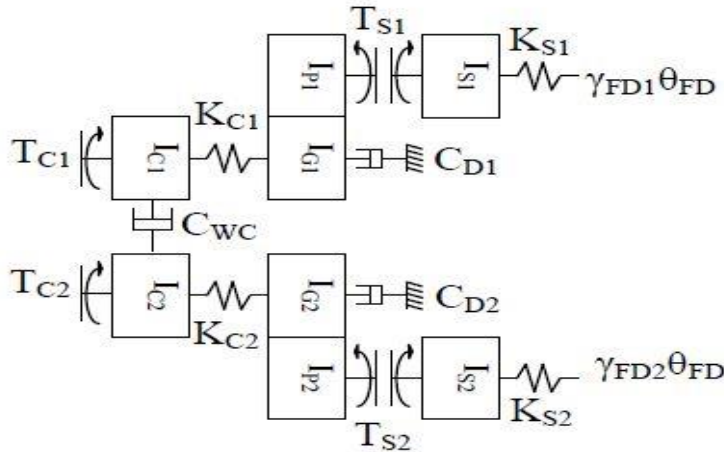 T_S1
K_S1
I_P1
I_S1
γ_FD1θ_FD
K_C1
T_C1
I_C1
I_G1
C_D1
C_WC
T_C2
I_C2
I_G2
C_D2
K_C2
I_P2
I_S2
γ_FD2θ_FD
K_S2
T_S2